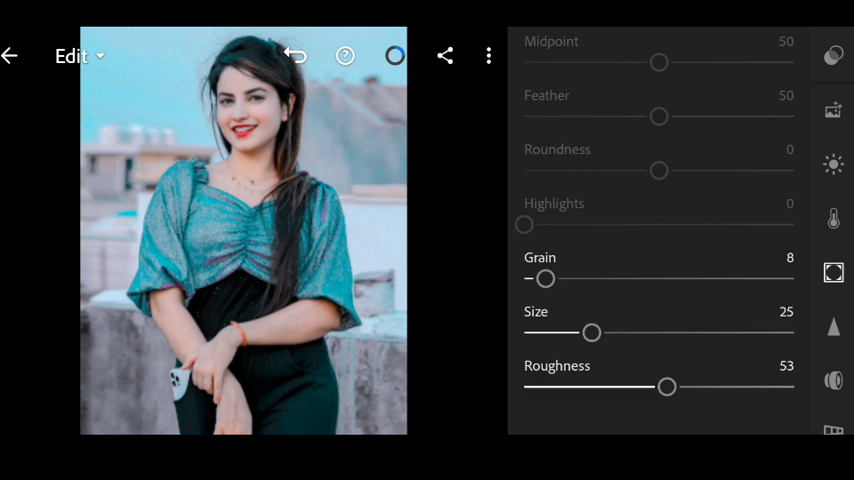 Edit
Midpoint 50
Feather 50
Roundness 0
Highlights 0
Grain 8
Size 25
Roughness 53